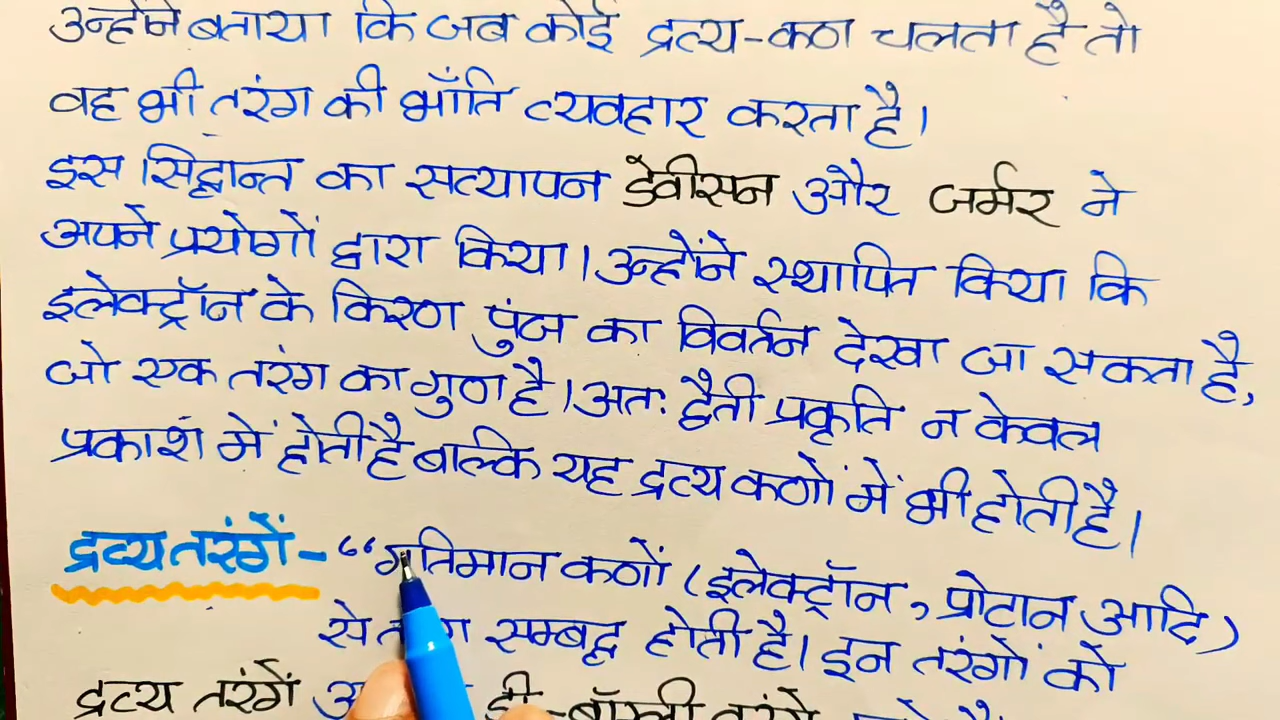 उन्होंने बताया कि जब कोई द्रव्य-कण चलता है तो
वह भी तरंग की भाँति व्यवहार करता है।
इस सिद्धान्त का सत्यापन डेवीसन और जर्मर ने
अपने प्रयोगों द्वारा किया। उन्होंने स्थापित किया कि
इलेक्ट्रॉन के किरण पुंज का विवर्तन देखा जा सकता है,
जो एक तरंग का गुण है। अतः द्वैती प्रकृति न केवल
प्रकाश में होती है बल्कि यह द्रव्य कणों में भी होती है।
द्रव्य तरंगें - “गतिमान कणों (इलेक्ट्रॉन, प्रोटान आदि)
से सम्बद्ध होती है। इन तरंगों को
द्रव्य तरंगें डी-ब्रॉग्ली तरंगे